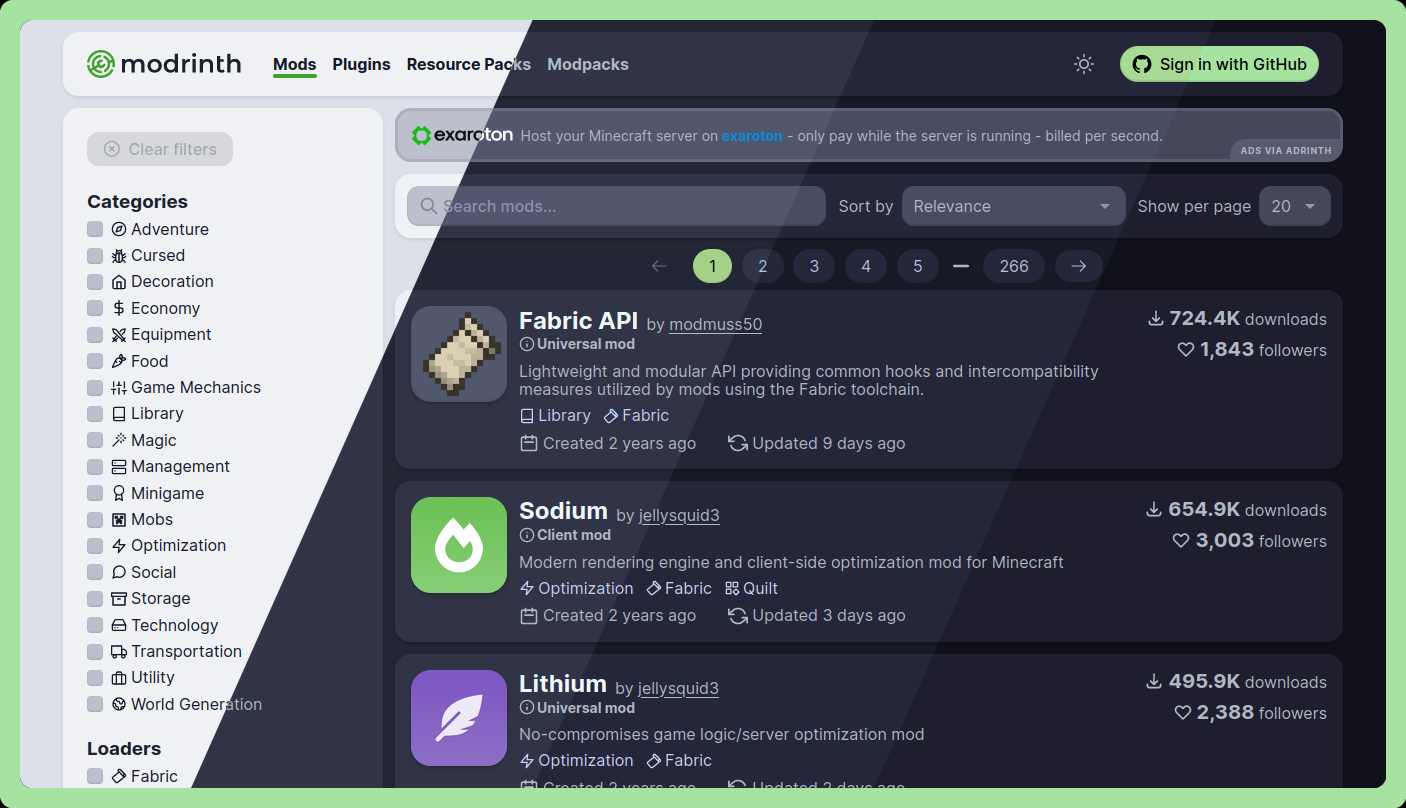 modrinth Mods Plugins Resource Packs Modpacks Sign in with GitHub
Clear filters
Categories
Adventure
Cursed
Decoration
Economy
Equipment
Food
Game Mechanics
Library
Magic
Management
Minigame
Mobs
Optimization
Social
Storage
Technology
Transportation
Utility
World Generation
Loaders
Fabric
exaroton Host your Minecraft server on exaroton - only pay while the server is running - billed per second.
ADS VIA ADRINTH
Search mods... Sort by Relevance Show per page 20
1 2 3 4 5 266
Fabric API by modmuss50
Universal mod
Lightweight and modular API providing common hooks and intercompatibility
measures utilized by mods using the Fabric toolchain.
Library Fabric
Created 2 years ago Updated 9 days ago
724.4K downloads
1,843 followers
Sodium by jellysquid3
Client mod
Modern rendering engine and client-side optimization mod for Minecraft
Optimization Fabric Quilt
Created 2 years ago Updated 3 days ago
654.9K downloads
3,003 followers
Lithium by jellysquid3
Universal mod
No-compromises game logic/server optimization mod
Optimization Fabric
Created 2 years ago Updated 2 days ago
495.9K downloads
2,388 followers